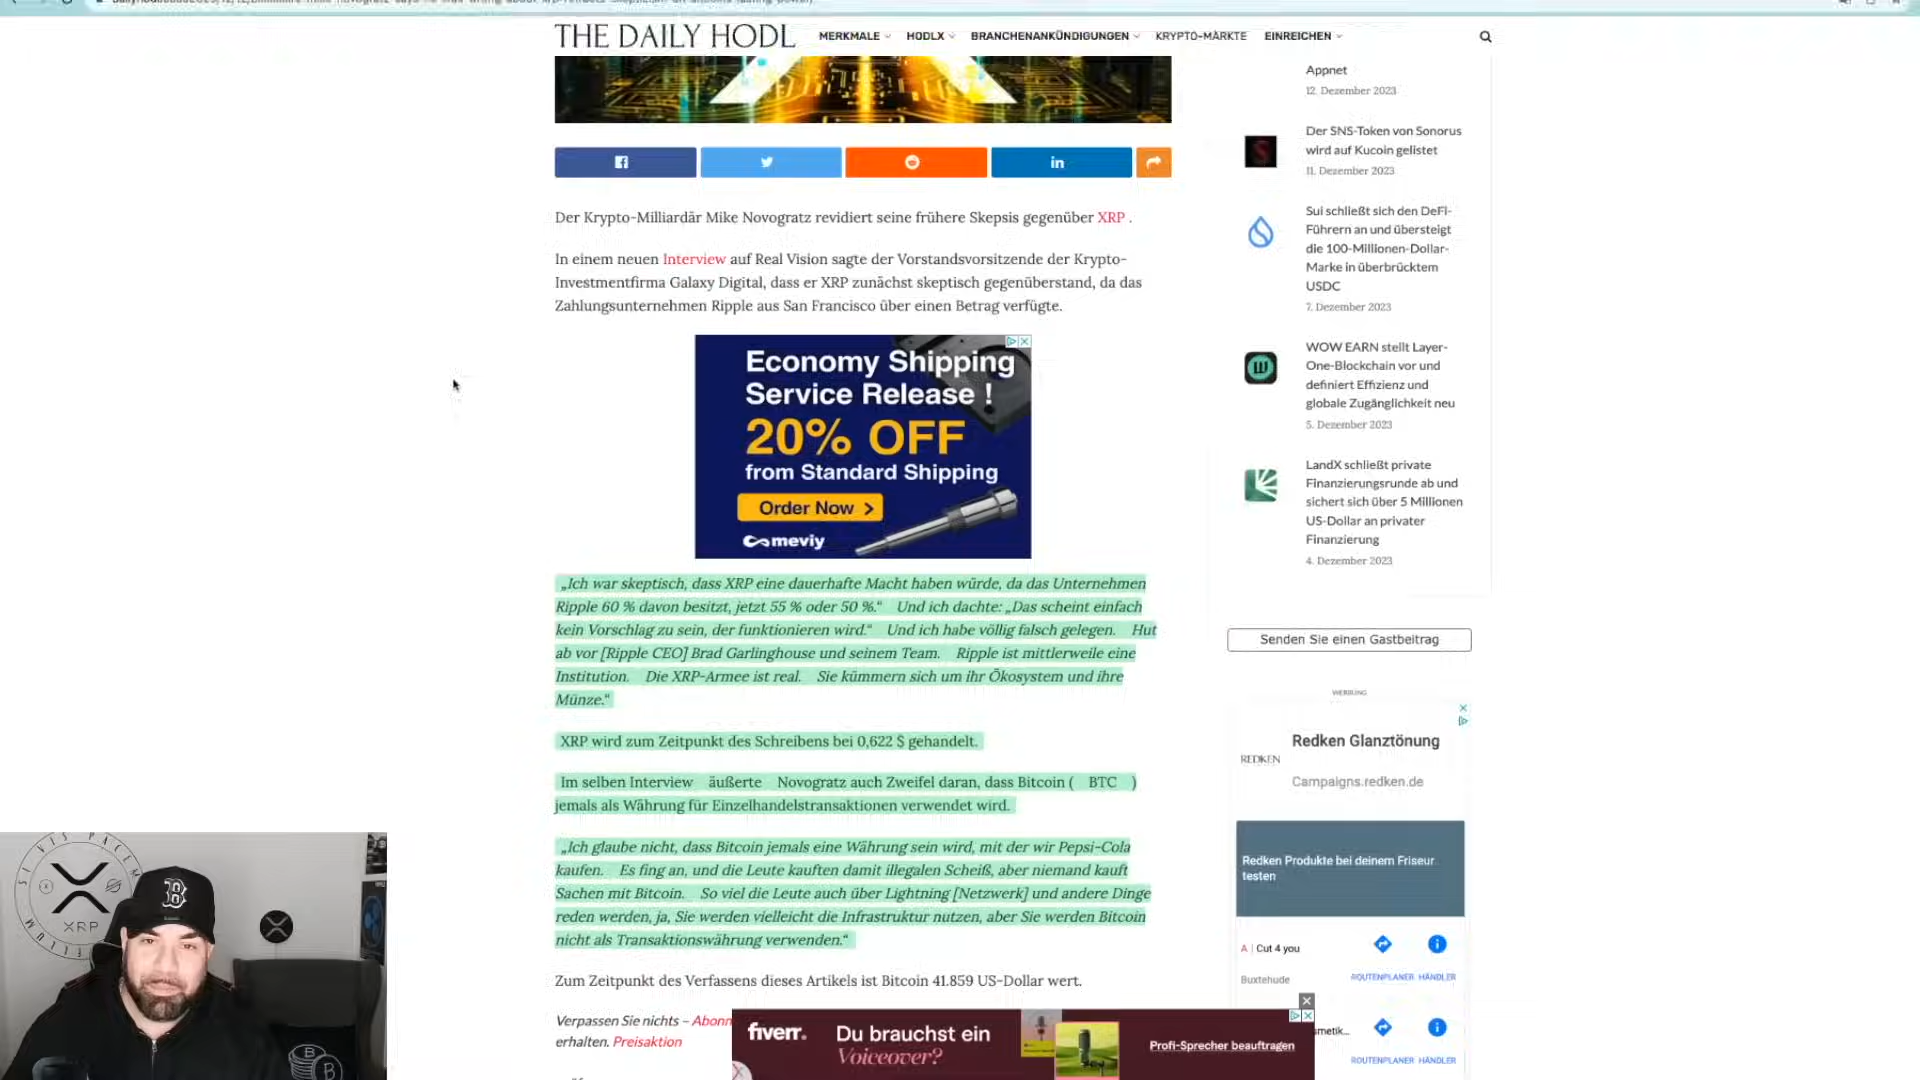 THE DAILY HODL
MERKMALE
HODLX
BRANCHENANKÜNDIGUNGEN
KRYPTO-MÄRKTE
EINREICHEN
Der Krypto-Milliardär Mike Novogratz revidiert seine frühere Skepsis gegenüber XRP .
In einem neuen Interview auf Real Vision sagte der Vorstandsvorsitzende der Krypto-
Investmentfirma Galaxy Digital, dass er XRP zunächst skeptisch gegenüberstand, da das
Zahlungsunternehmen Ripple aus San Francisco über einen Betrag verfügte.
Economy Shipping
Service Release !
20% OFF
from Standard Shipping
Order Now >
meviy
„Ich war skeptisch, dass XRP eine dauerhafte Macht haben würde, da das Unternehmen
Ripple 60 % davon besitzt, jetzt 55 % oder 50 %.“ Und ich dachte: „Das scheint einfach
kein Vorschlag zu sein, der funktionieren wird.“ Und ich habe völlig falsch gelegen. Hut
ab vor [Ripple CEO] Brad Garlinghouse und seinem Team. Ripple ist mittlerweile eine
Institution. Die XRP-Armee ist real. Sie kümmern sich um ihr Ökosystem und ihre
Münze.“
XRP wird zum Zeitpunkt des Schreibens bei 0,622 $ gehandelt.
Im selben Interview äußerte Novogratz auch Zweifel daran, dass Bitcoin ( BTC )
jemals als Währung für Einzelhandelstransaktionen verwendet wird.
„Ich glaube nicht, dass Bitcoin jemals eine Währung sein wird, mit der wir Pepsi-Cola
kaufen. Es fing an, und die Leute kauften damit illegalen Scheiß, aber niemand kauft
Sachen mit Bitcoin. So viel die Leute auch über Lightning [Netzwerk] und andere Dinge
reden werden, ja, Sie werden vielleicht die Infrastruktur nutzen, aber Sie werden Bitcoin
nicht als Transaktionswährung verwenden.“
Zum Zeitpunkt des Verfassens dieses Artikels ist Bitcoin 41.859 US-Dollar wert.
Verpassen Sie nichts – Abonn
erhalten. Preisaktion
fiverr.
Du brauchst ein
Voiceover?
Profi-Sprecher beauftragen
Appnet
12. Dezember 2023
Der SNS-Token von Sonorus
wird auf Kucoin gelistet
11. Dezember 2023
Sui schließt sich den DeFi-
Führern an und übersteigt
die 100-Millionen-Dollar-
Marke in überbrücktem
USDC
7. Dezember 2023
WOW EARN stellt Layer-
One-Blockchain vor und
definiert Effizienz und
globale Zugänglichkeit neu
5. Dezember 2023
LandX schließt private
Finanzierungsrunde ab und
sichert sich über 5 Millionen
US-Dollar an privater
Finanzierung
4. Dezember 2023
Senden Sie einen Gastbeitrag
WERBUNG
REDKEN
Redken Glanztönung
Campaigns.redken.de
Redken Produkte bei deinem Friseur
testen
A | Cut 4 you
Buxtehude
ROUTENPLANER HÄNDLER
smetik...
ROUTENPLANER HÄNDLER
XRP
B